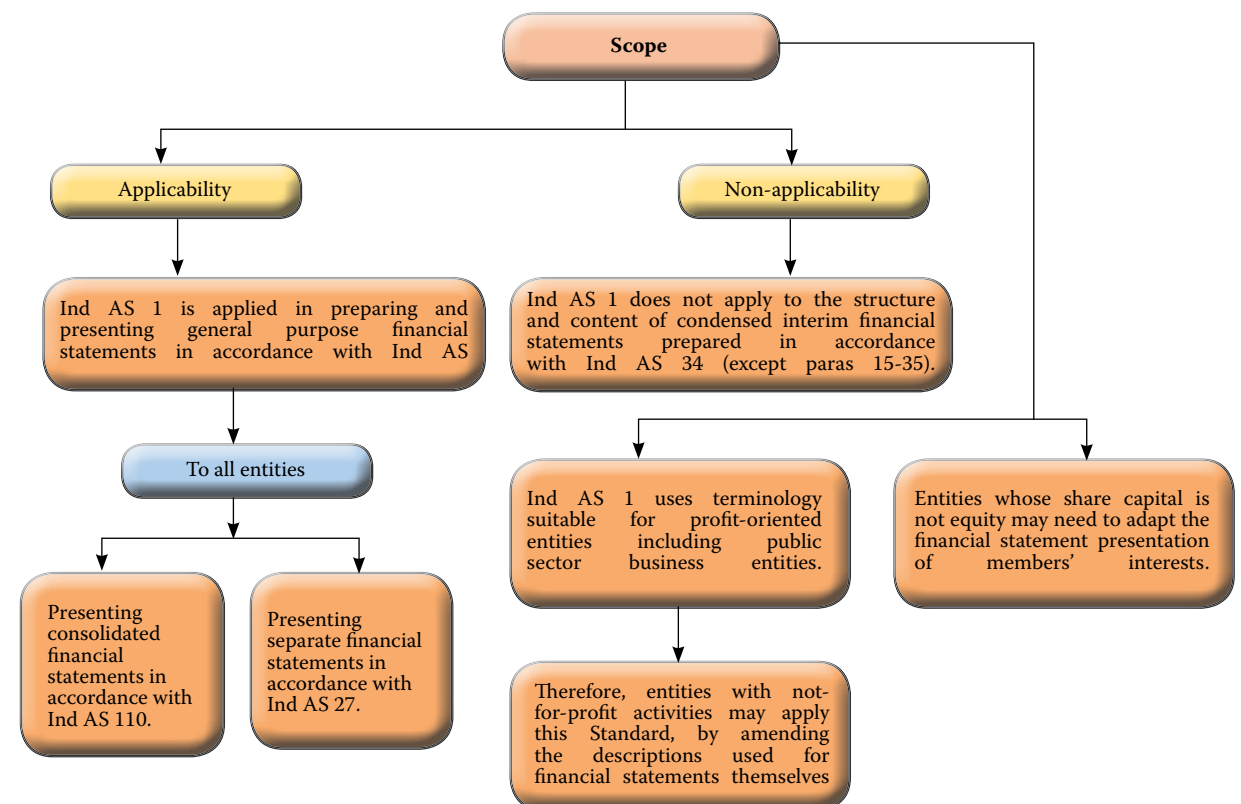 Scope
Applicability
Non-applicability
Ind AS 1 is applied in preparing and
presenting general purpose financial
statements in accordance with Ind AS
Ind AS 1 does not apply to the structure
and content of condensed interim financial
statements prepared in accordance
with Ind AS 34 (except paras 15-35).
To all entities
Presenting
consolidated
financial
statements in
accordance with
Ind AS 110.
Presenting
separate financial
statements in
accordance with
Ind AS 27.
Ind AS 1 uses terminology
suitable for profit-oriented
entities including public
sector business entities.
Entities whose share capital is
not equity may need to adapt the
financial statement presentation
of members’ interests.
Therefore, entities with not-
for-profit activities may apply
this Standard, by amending
the descriptions used for
financial statements themselves